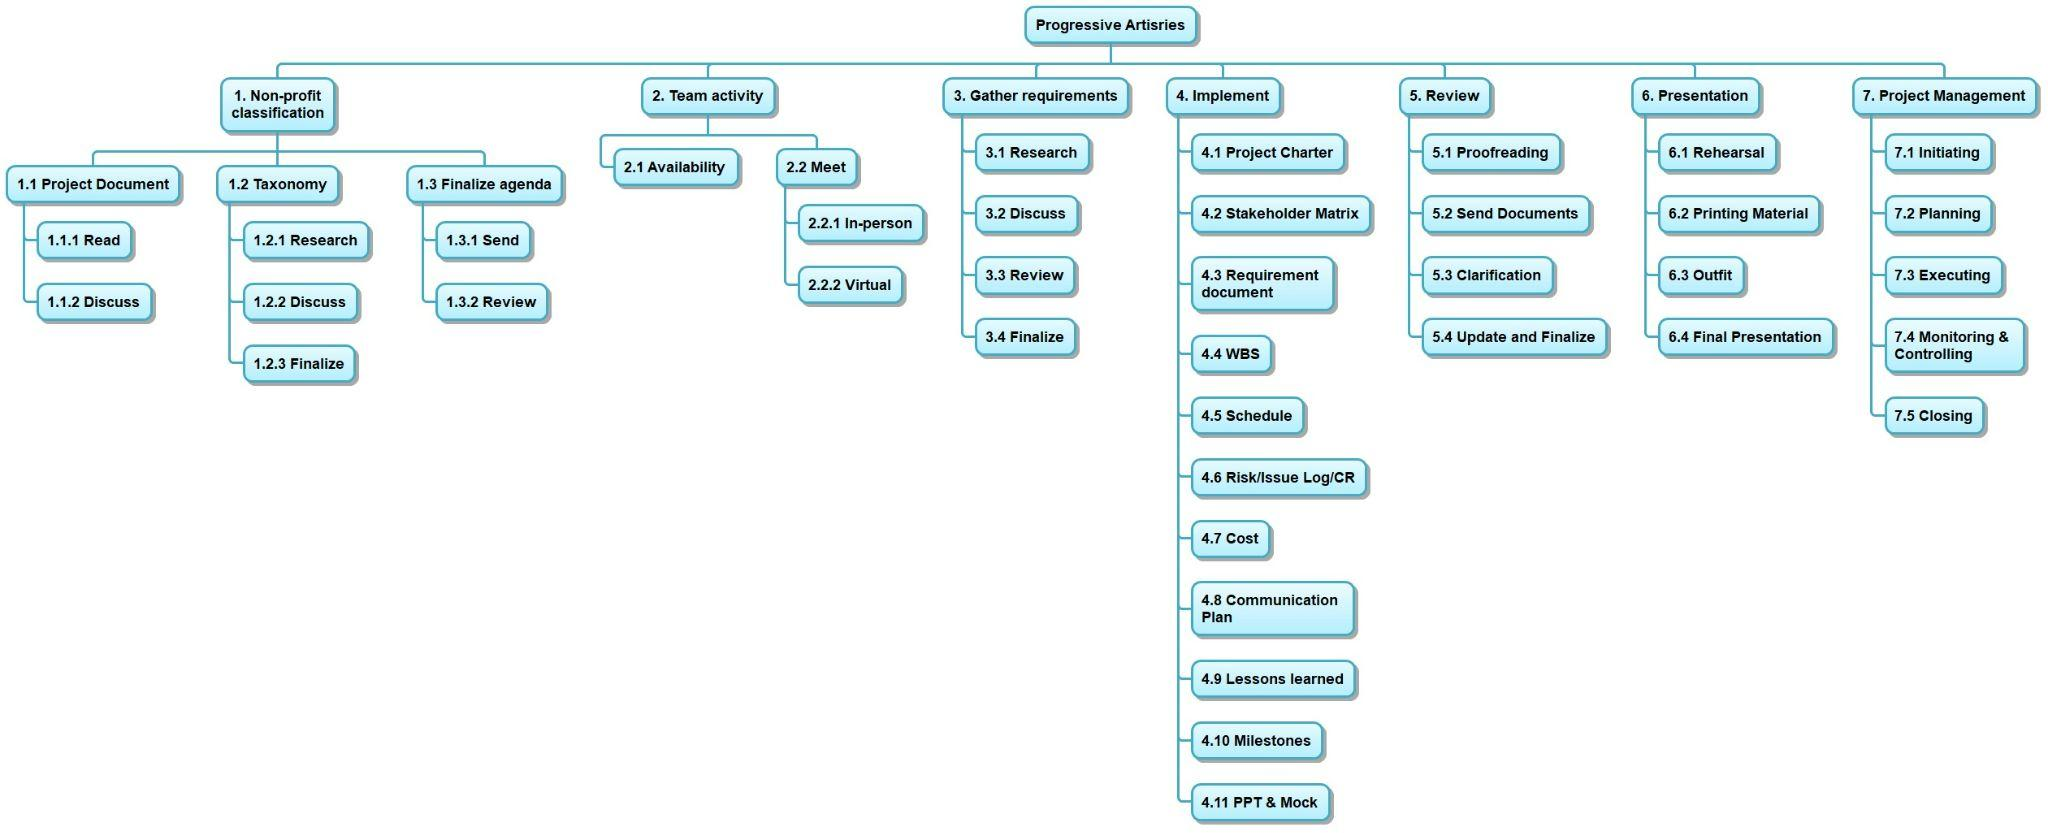 Progressive Artisries
1. Non-profit
classification
1.1 Project Document
1.1.1 Read
1.1.2 Discuss
1.2 Taxonomy
1.2.1 Research
1.2.2 Discuss
1.2.3 Finalize
1.3 Finalize agenda
1.3.1 Send
1.3.2 Review
2. Team activity
2.1 Availability
2.2 Meet
2.2.1 In-person
2.2.2 Virtual
3. Gather requirements
3.1 Research
3.2 Discuss
3.3 Review
3.4 Finalize
4. Implement
4.1 Project Charter
4.2 Stakeholder Matrix
4.3 Requirement
document
4.4 WBS
4.5 Schedule
4.6 Risk/Issue Log/CR
4.7 Cost
4.8 Communication
Plan
4.9 Lessons learned
4.10 Milestones
4.11 PPT & Mock
5. Review
5.1 Proofreading
5.2 Send Documents
5.3 Clarification
5.4 Update and Finalize
6. Presentation
6.1 Rehearsal
6.2 Printing Material
6.3 Outfit
6.4 Final Presentation
7. Project Management
7.1 Initiating
7.2 Planning
7.3 Executing
7.4 Monitoring &
Controlling
7.5 Closing